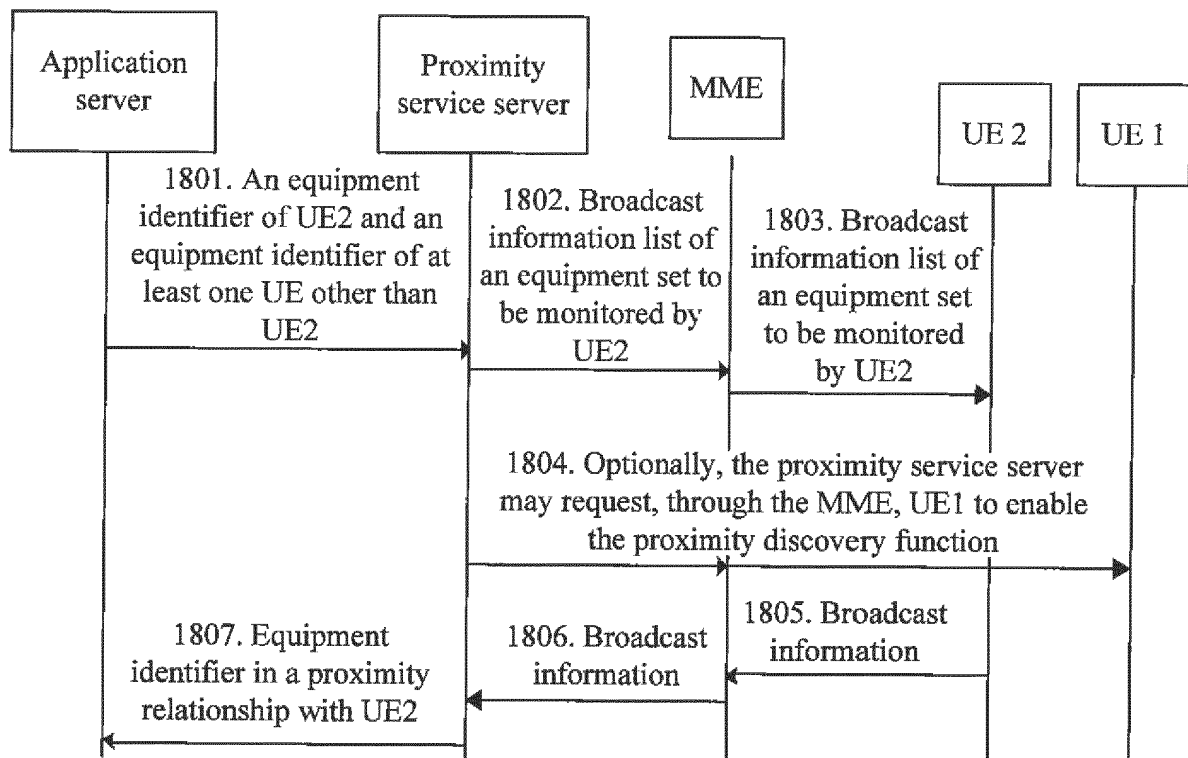 Application
server
Proximity
service server
MME
UE 2
UE 1
1801. An equipment
identifier of UE2 and an
equipment identifier of at
least one UE other than
UE2
1802. Broadcast
information list of
an equipment set to
be monitored by
UE2
1803. Broadcast
information list of
an equipment set
to be monitored
by UE2
1804. Optionally, the proximity service server
may request, through the MME, UE1 to enable
the proximity discovery function
1805. Broadcast
information
1806. Broadcast
information
1807. Equipment
identifier in a proximity
relationship with UE2